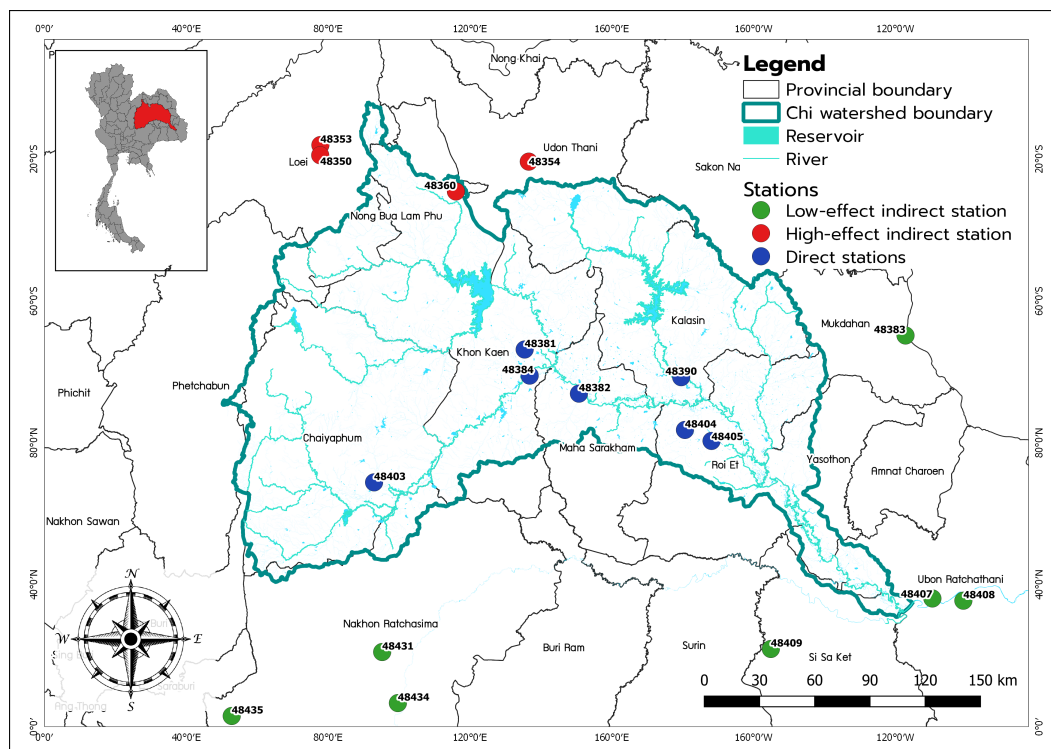 0°0'
40°0'E
80°0'E
120°0'E
160°0'E
120°0'W
Nong Khai
Legend
Provincial boundary
Chi watershed boundary
Reservoir
River
Stations
Low-effect indirect station
High-effect indirect station
Direct stations
48353
Loei
48350
Udon Thani
48354
Sakon Na
20°0'S
20°0'S
48360
Nong Bua Lam Phu
60°0'S
60°0'S
Kalasin
Mukdahan
48383
48381
Khon Kaen
48384
48382
48390
Phetchabun
Phichit
Chaiyaphum
48404
48405
Maha Sarakham
Roi Et
Yasothon
Amnat Charoen
80°0'N
80°0'N
48403
Nakhon Sawan
40°0'N
40°0'N
Ubon Ratchathani
48407
48408
N
W
E
S
Buri
Sing B
Saraburi
Ang Thong
Nakhon Ratchasima
48431
Buri Ram
Surin
48409
Si Sa Ket
48434
48435
0 30 60 90 120 150 km
0°0'
0°0'
0°0'
40°0'E
80°0'E
120°0'E
160°0'E
160°0'W
120°0'W